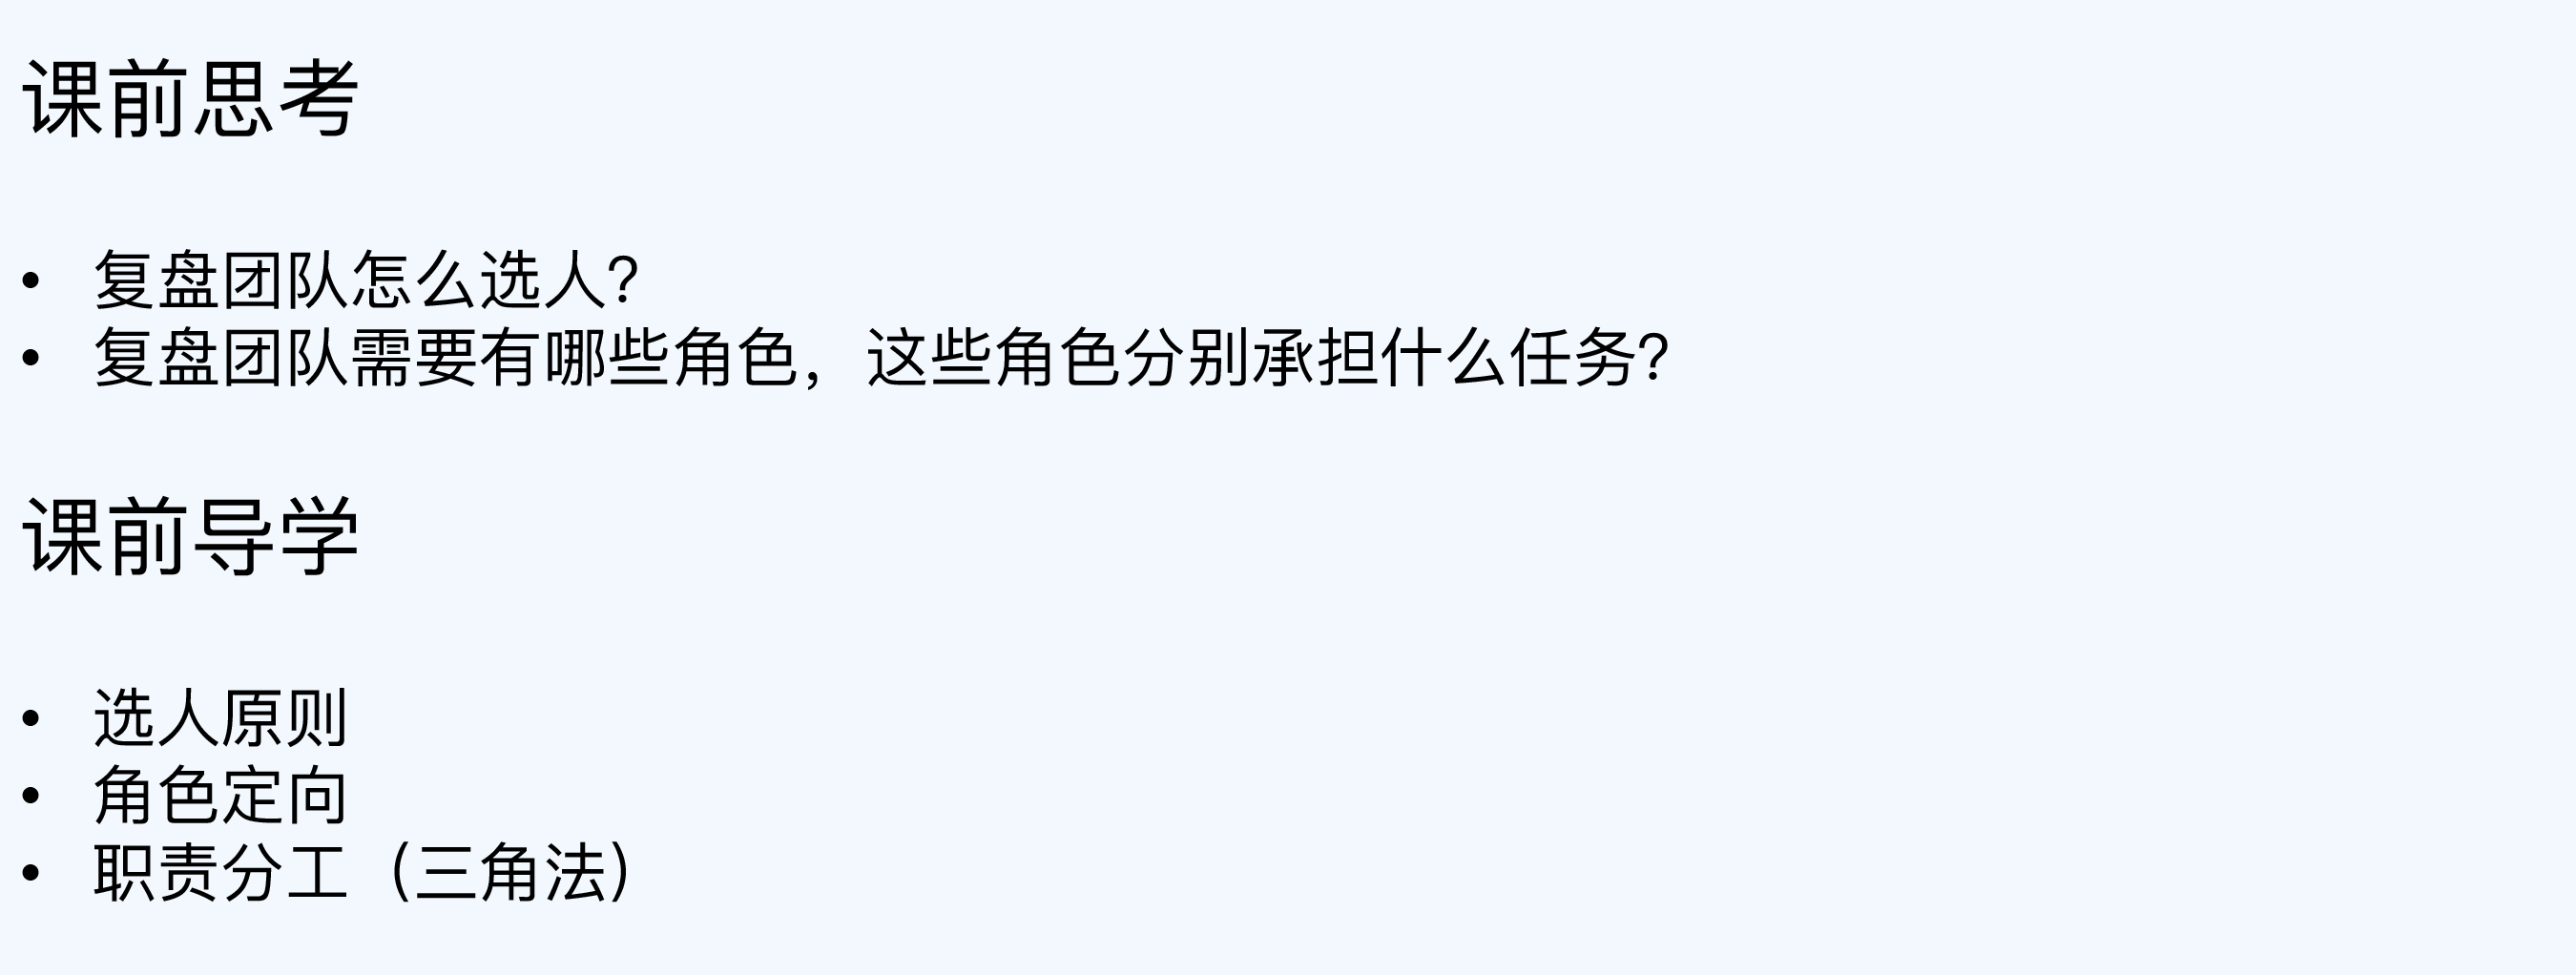 课前思考
• 复盘团队怎么选人？
• 复盘团队需要有哪些角色，这些角色分别承担什么任务？
课前导学
• 选人原则
• 角色定向
• 职责分工（三角法）